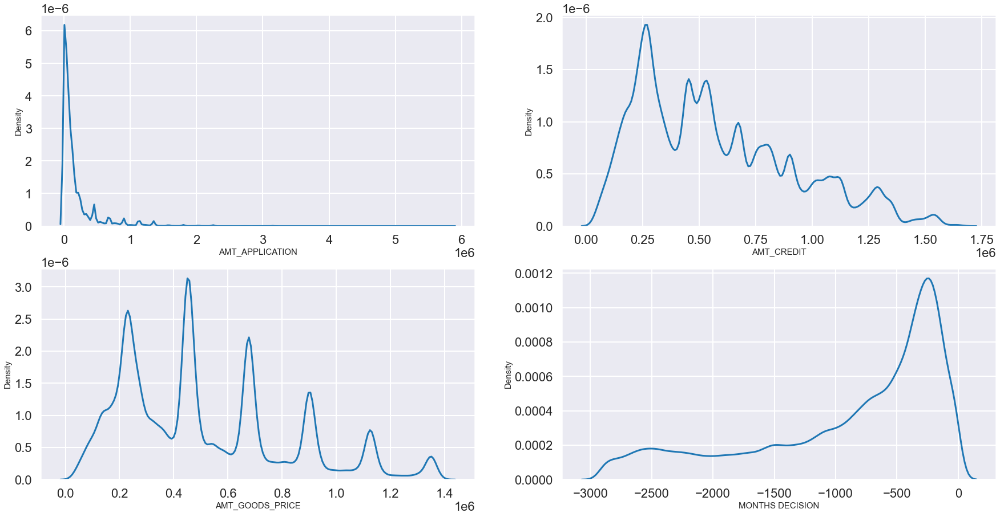 1e−6
6
5
4
3
2
1
0
Density
0 1 2 3 4 5 6
1e6
AMT_APPLICATION
1e−6
2.0
1.5
1.0
0.5
0.0
Density
0.00 0.25 0.50 0.75 1.00 1.25 1.50 1.75
1e6
AMT_CREDIT
1e−6
3.0
2.5
2.0
1.5
1.0
0.5
0.0
Density
0.0 0.2 0.4 0.6 0.8 1.0 1.2 1.4
1e6
AMT_GOODS_PRICE
0.0012
0.0010
0.0008
0.0006
0.0004
0.0002
0.0000
Density
−3000 −2500 −2000 −1500 −1000 −500 0
MONTHS DECISION